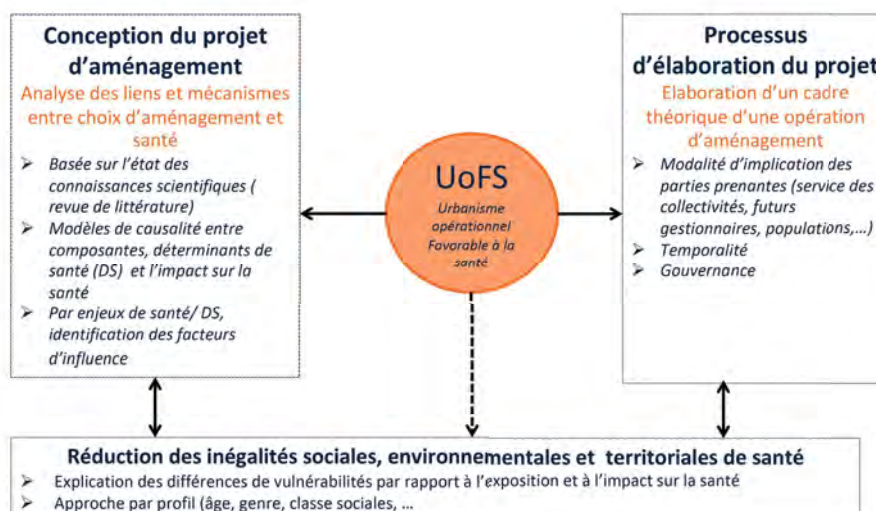 Conception du projet
d'aménagement
Analyse des liens et mécanismes
entre choix d'aménagement et
santé
➢ Basée sur l'état des
connaissances scientifiques (
revue de littérature)
➢ Modèles de causalité entre
composantes, déterminants de
santé (DS) et l'impact sur la
santé
➢ Par enjeux de santé/ DS,
identification des facteurs
d'influence
UoFS
Urbanisme
opérationnel
Favorable à la
santé
Processus
d'élaboration du projet
Elaboration d'un cadre
théorique d'une opération
d'aménagement
➢ Modalité d'implication des
parties prenantes (service des
collectivités, futurs
gestionnaires, populations,...)
➢ Temporalité
➢ Gouvernance
Réduction des inégalités sociales, environnementales et territoriales de santé
➢ Explication des différences de vulnérabilités par rapport à l'exposition et à l'impact sur la santé
➢ Approche par profil (âge, genre, classe sociales, ...